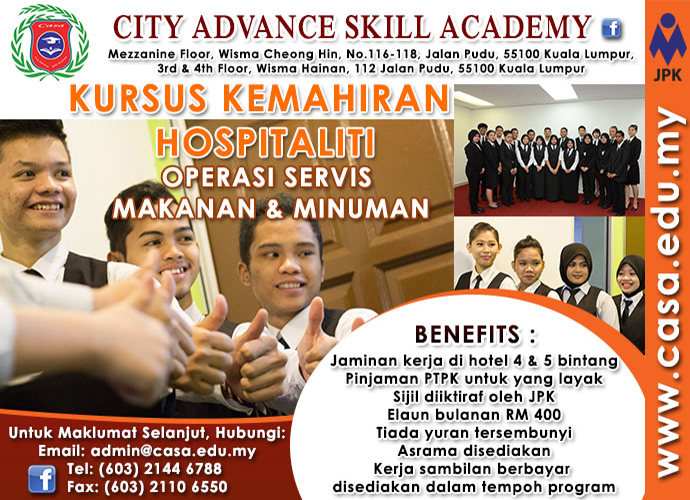 Casa
CITY ADVANCE SKILL ACADEMY f
Mezzanine Floor, Wisma Cheong Hin, No.116-118, Jalan Pudu, 55100 Kuala Lumpur,
3rd & 4th Floor, Wisma Hainan, 112 Jalan Pudu, 55100 Kuala Lumpur
JPK
KURSUS KEMAHIRAN
HOSPITALITI
OPERASI SERVIS
MAKANAN & MINUMAN
www.casa.edu.my
BENEFITS :
Jaminan kerja di hotel 4 & 5 bintang
Pinjaman PTPK untuk yang layak
Sijil diiktiraf oleh JPK
Elaun bulanan RM 400
Tiada yuran tersembunyi
Asrama disediakan
Kerja sambilan berbayar
disediakan dalam tempoh program
Untuk Maklumat Selanjut, Hubungi:
Email: admin@casa.edu.my
Tel: (603) 2144 6788
f Fax: (603) 2110 6550